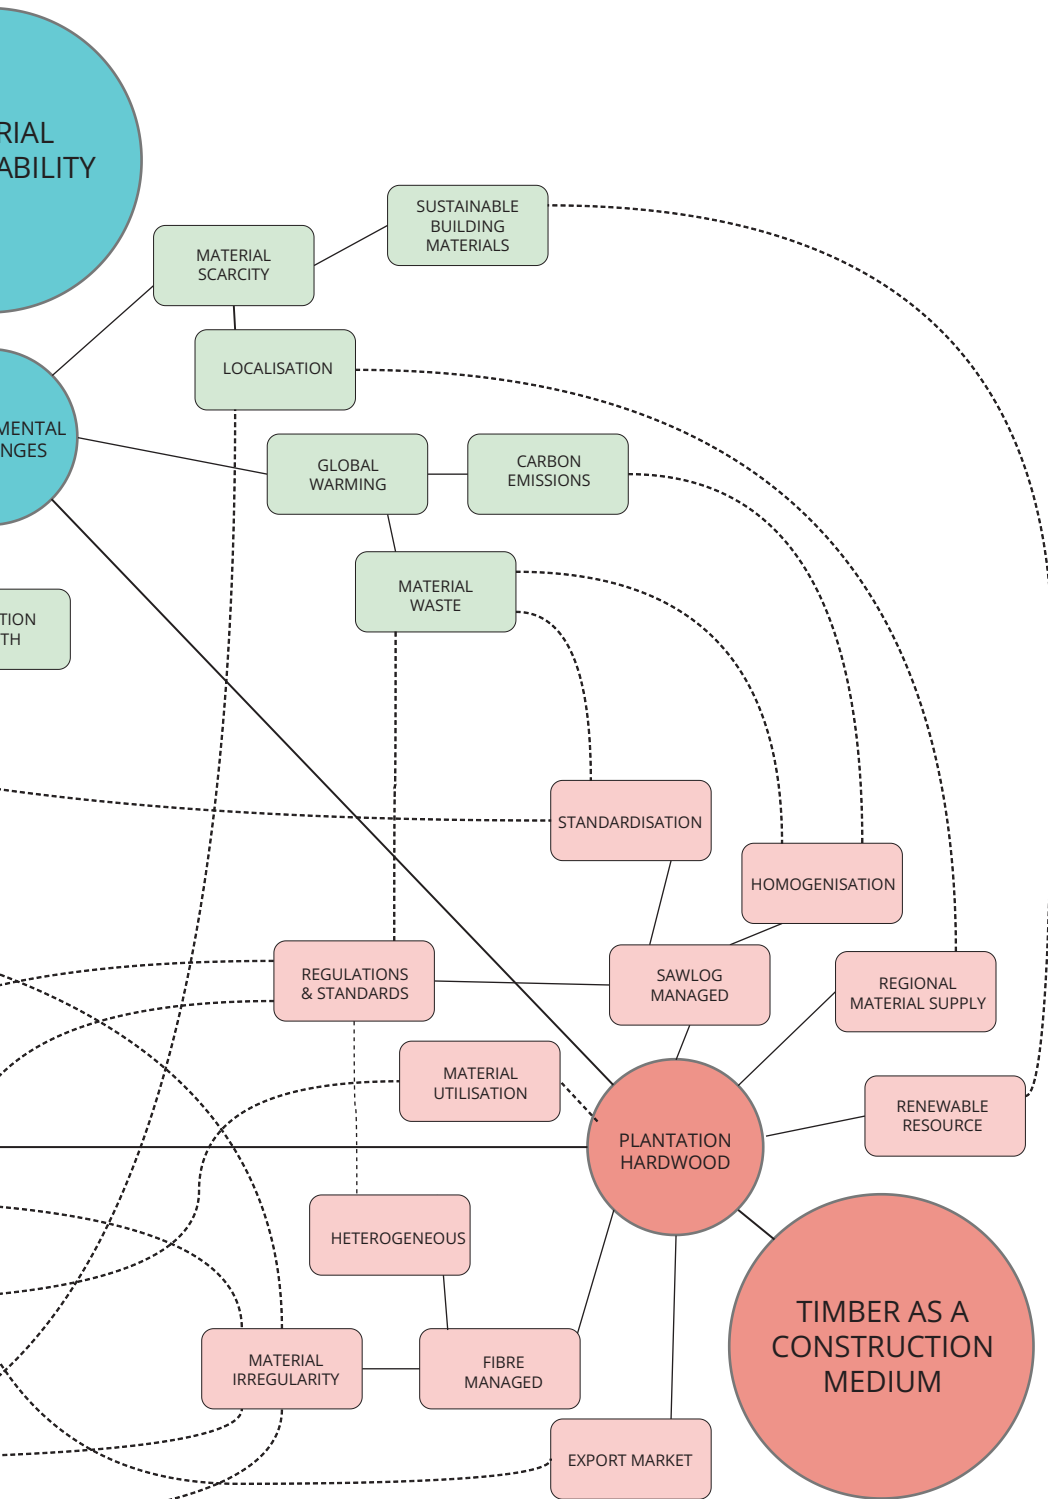 RIAL
ABILITY
SUSTAINABLE
BUILDING
MATERIALS
MATERIAL
SCARCITY
LOCALISATION
MENTAL
NGES
GLOBAL
WARMING
CARBON
EMISSIONS
MATERIAL
WASTE
TION
TH
STANDARDISATION
HOMOGENISATION
REGULATIONS
& STANDARDS
SAWLOG
MANAGED
REGIONAL
MATERIAL SUPPLY
MATERIAL
UTILISATION
RENEWABLE
RESOURCE
PLANTATION
HARDWOOD
HETEROGENEOUS
TIMBER AS A
CONSTRUCTION
MEDIUM
MATERIAL
IRREGULARITY
FIBRE
MANAGED
EXPORT MARKET